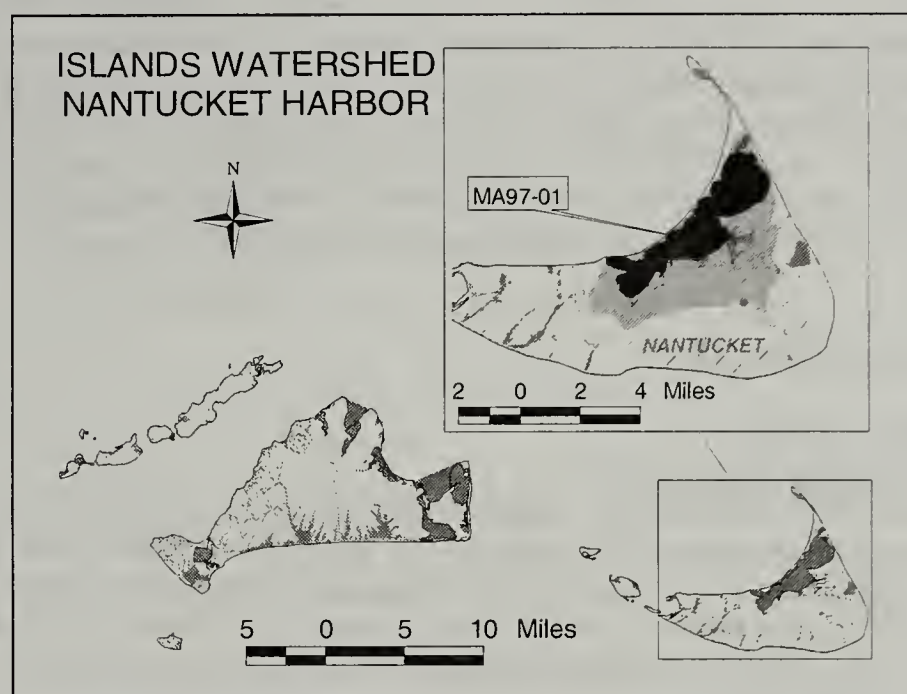 ISLANDS WATERSHED
NANTUCKET HARBOR
N
MA97-01
NANTUCKET
2 0 2 4 Miles
5 0 5 10 Miles